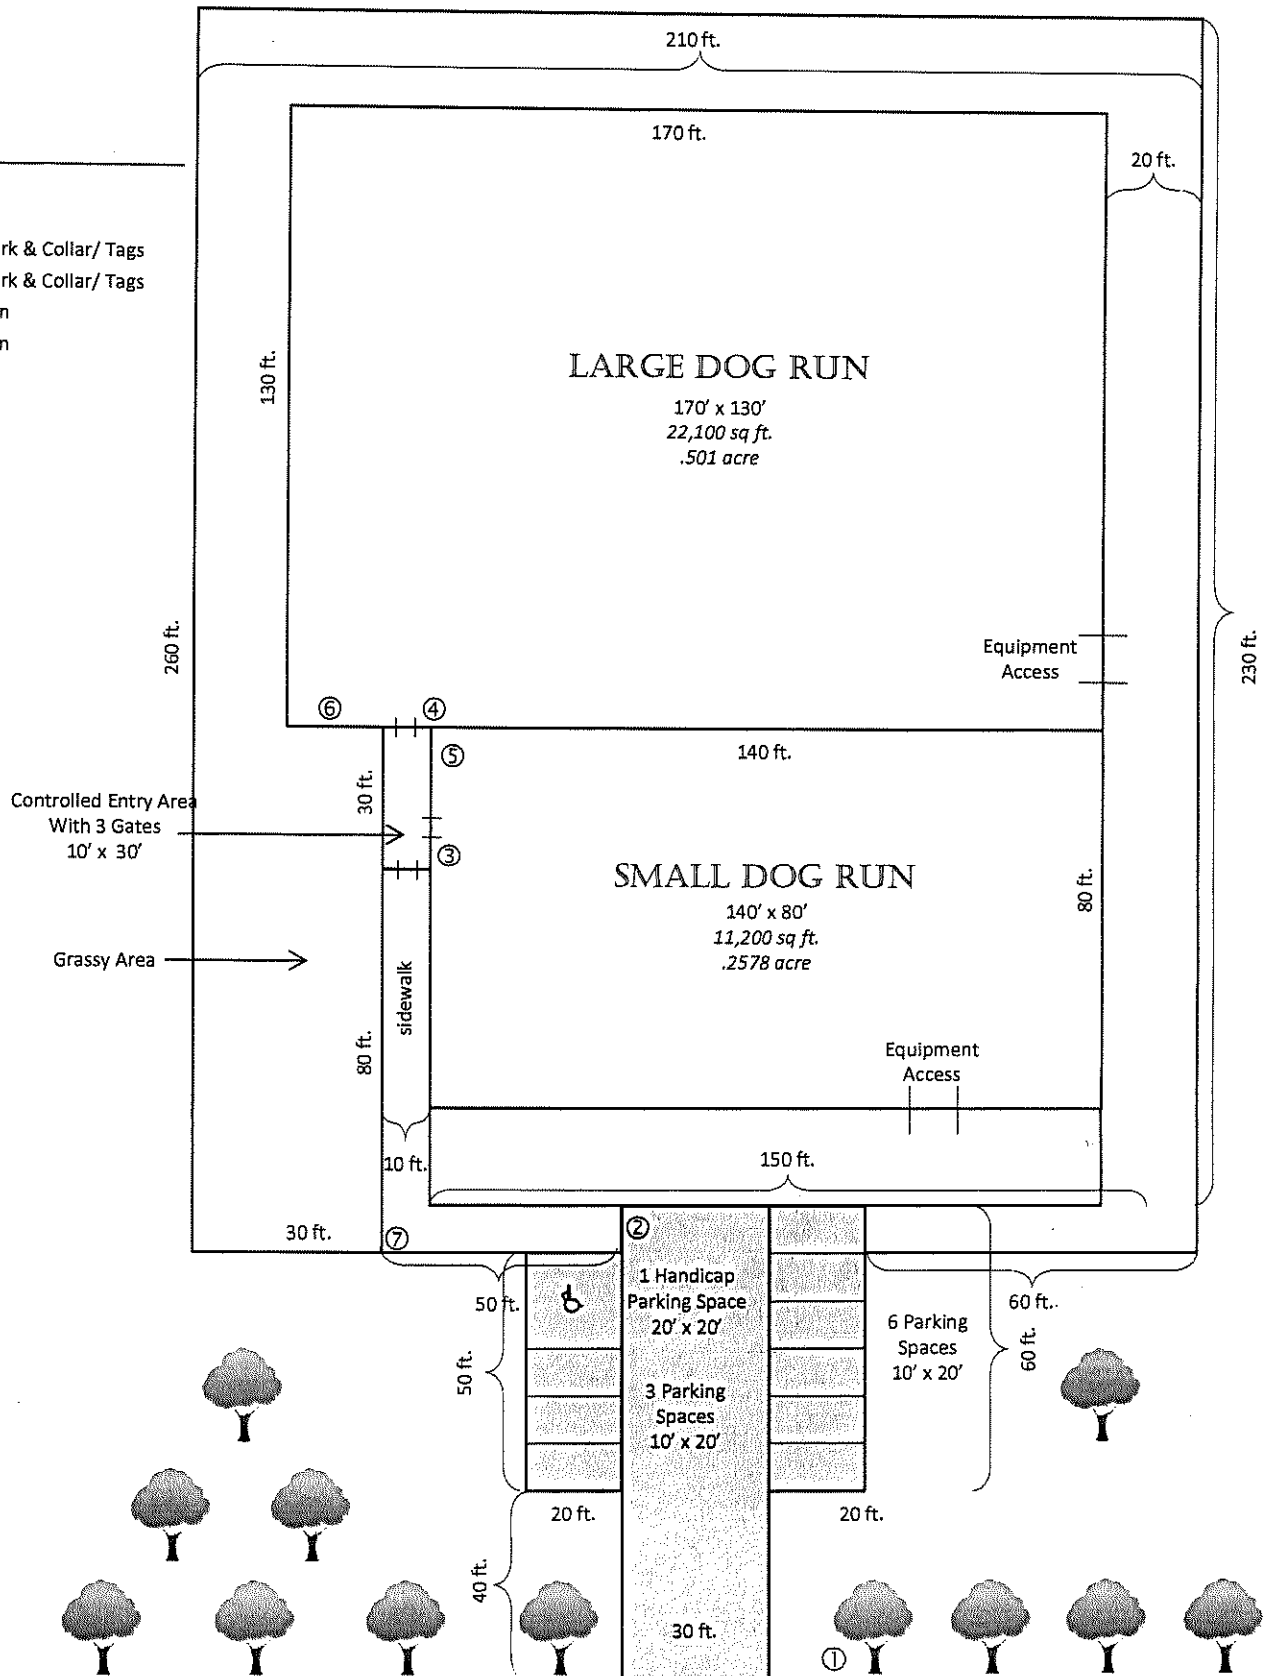 210 ft.
170 ft.
20 ft.
rk & Collar/ Tags
rk & Collar/ Tags
n
n
130 ft.
LARGE DOG RUN
170' x 130'
22,100 sq ft.
.501 acre
260 ft.
230 ft.
Equipment
Access
⑥
④
⑤
140 ft.
30 ft.
Controlled Entry Area
With 3 Gates
10' x 30'
③
SMALL DOG RUN
140' x 80'
11,200 sq ft.
.2578 acre
80 ft.
Grassy Area
sidewalk
80 ft.
Equipment
Access
10 ft.
150 ft.
30 ft.
⑦
②
50 ft.
1 Handicap
Parking Space
20' x 20'
60 ft.
6 Parking
Spaces
10' x 20'
60 ft.
50 ft.
3 Parking
Spaces
10' x 20'
20 ft.
20 ft.
40 ft.
30 ft.
①